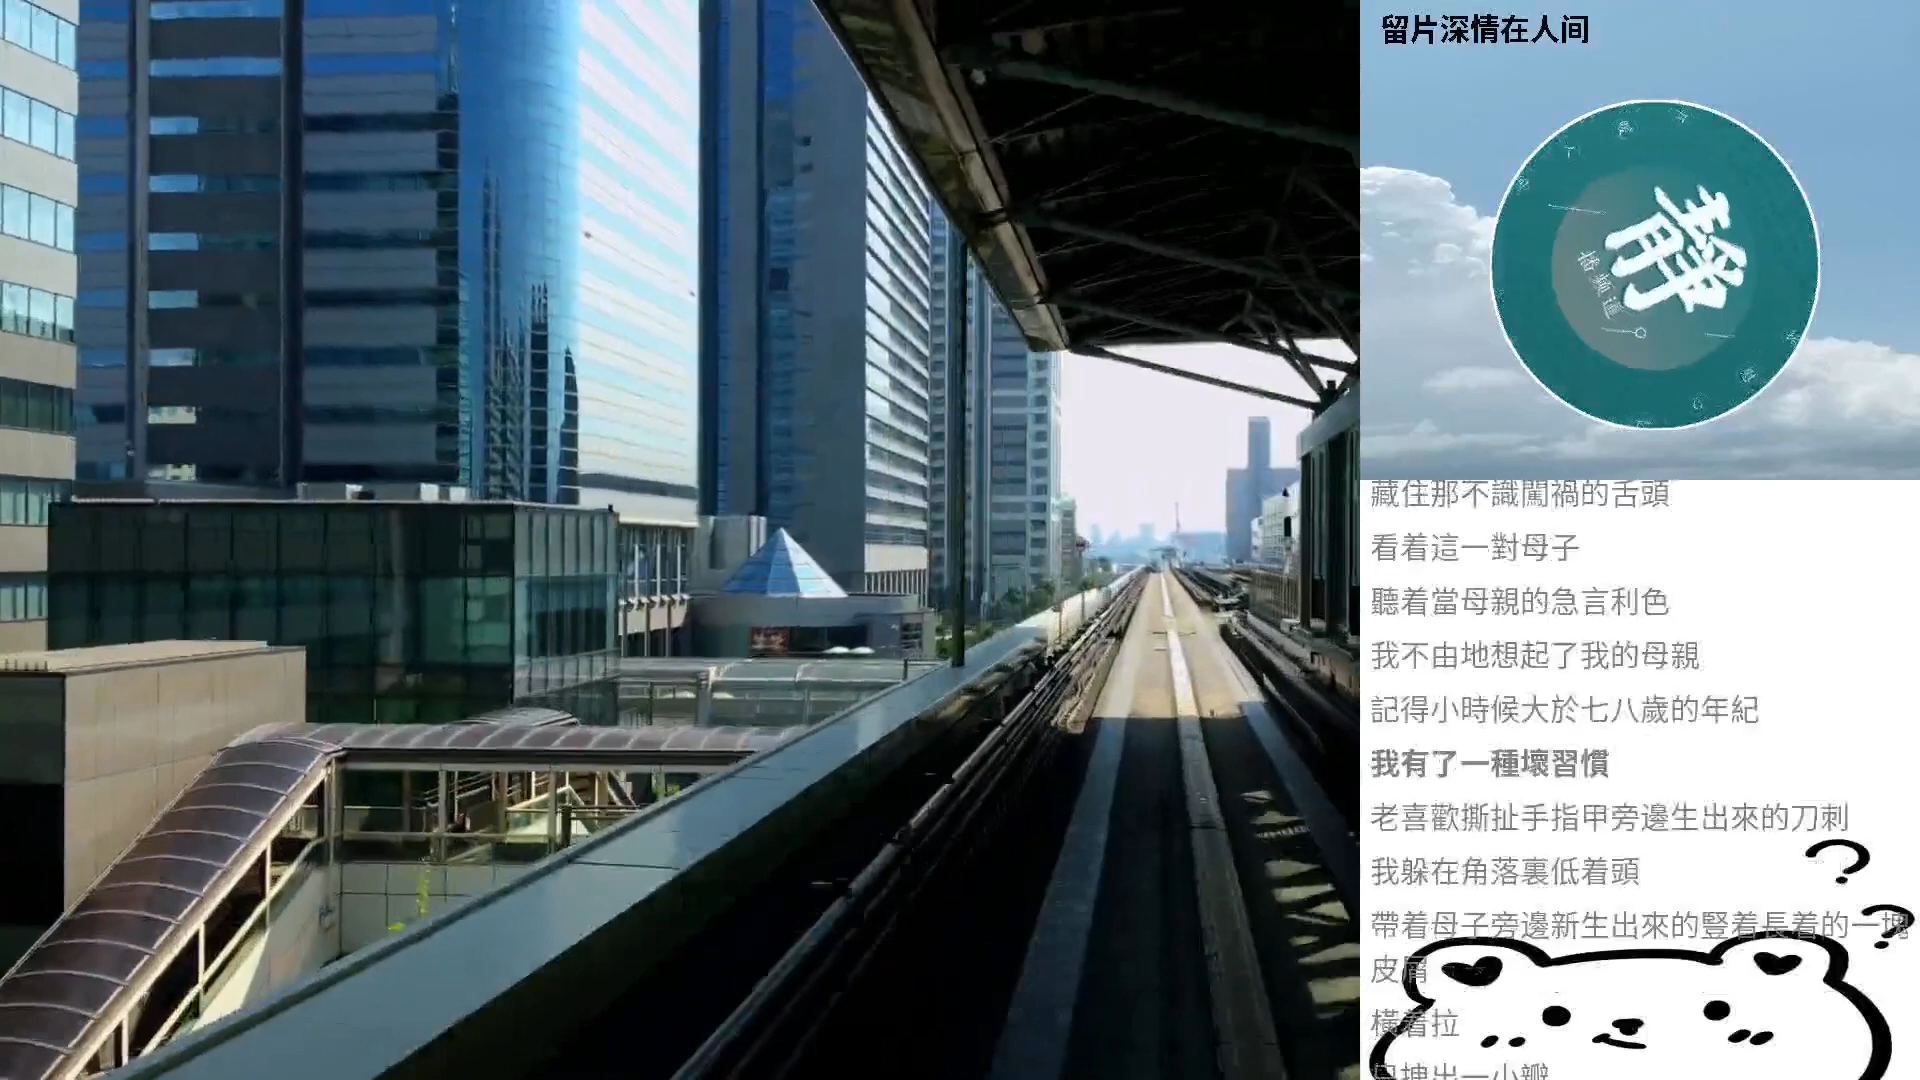 留片深情在人间
靜
播頻道
藏住那不識闖禍的舌頭
看着這一對母子
聽着當母親的急言利色
我不由地想起了我的母親
記得小時候大於七八歲的年紀
我有了一種壞習慣
老喜歡撕扯手指甲旁邊生出來的刀刺
我躲在角落裏低着頭
帶着母子旁邊新生出來的豎着長着的一塊
皮屑
橫着拉